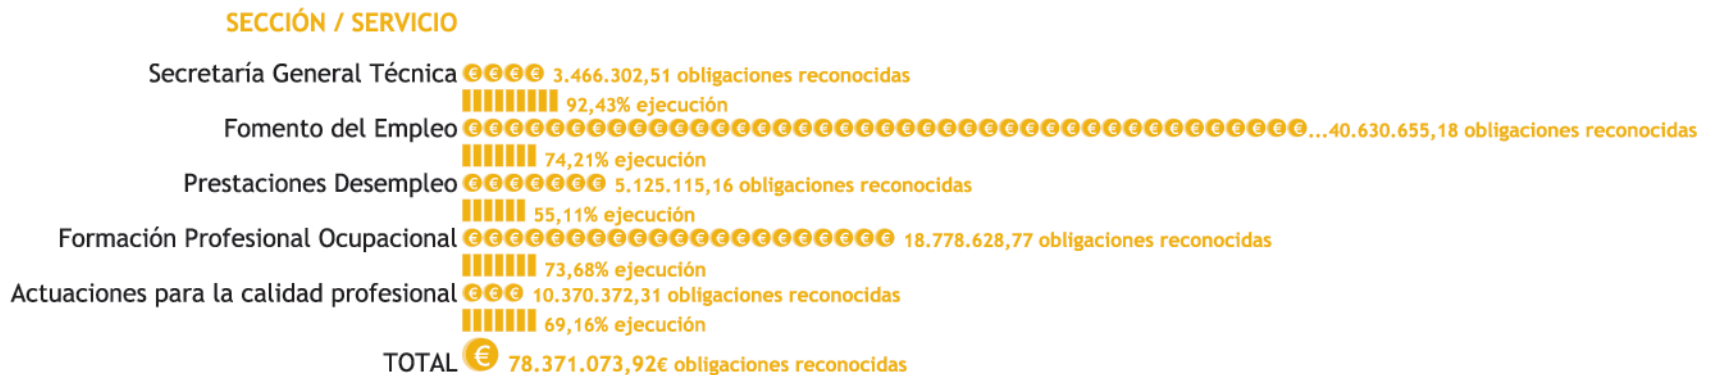 SECCIÓN / SERVICIO
Secretaría General Técnica 3.466.302,51 obligaciones reconocidas
92,43% ejecución
Fomento del Empleo ...40.630.655,18 obligaciones reconocidas
74,21% ejecución
Prestaciones Desempleo 5.125.115,16 obligaciones reconocidas
55,11% ejecución
Formación Profesional Ocupacional 18.778.628,77 obligaciones reconocidas
73,68% ejecución
Actuaciones para la calidad profesional 10.370.372,31 obligaciones reconocidas
69,16% ejecución
TOTAL € 78.371.073,92€ obligaciones reconocidas